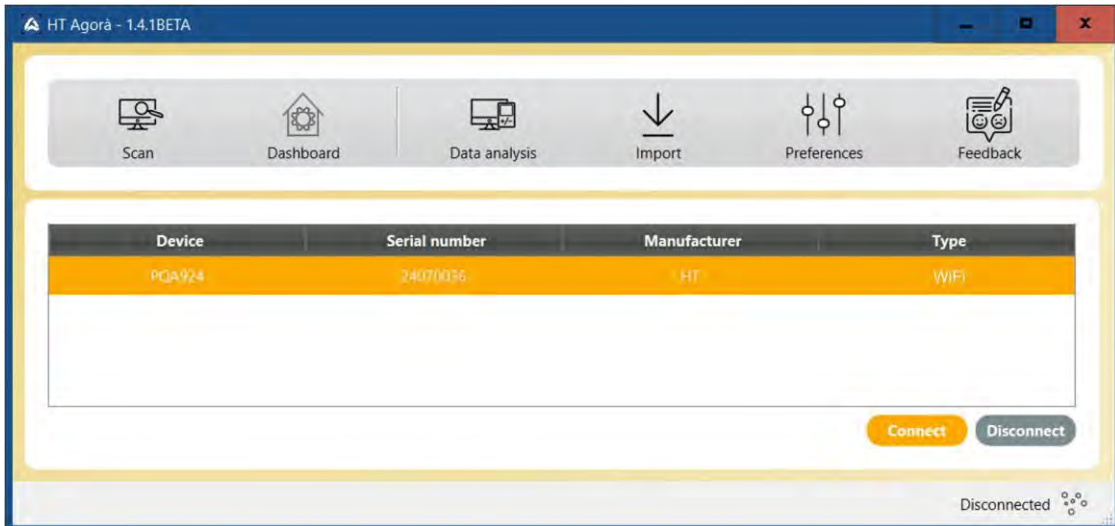 HT Agorà - 1.4.1BETA
Scan Dashboard Data analysis Import Preferences Feedback
Device Serial number Manufacturer Type
PQA924 24070036 HT WiFi
Connect Disconnect
Disconnected